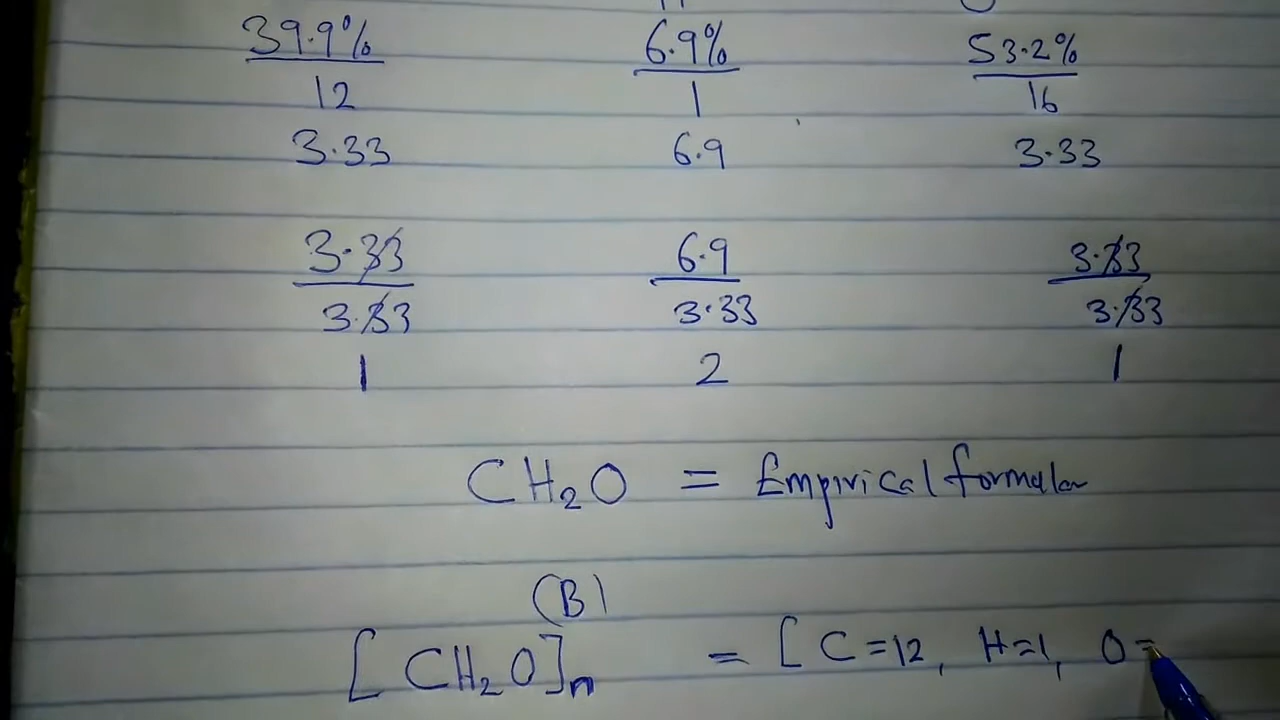 39.9% 6.9% 53.2%
12 1 16
3.33 6.9 3.33
3.33 6.9 3.33
3.33 3.33 3.33
1 2 1
CH₂O = Empirical formular
(B)
[CH₂O]n = [C=12, H=1, O=